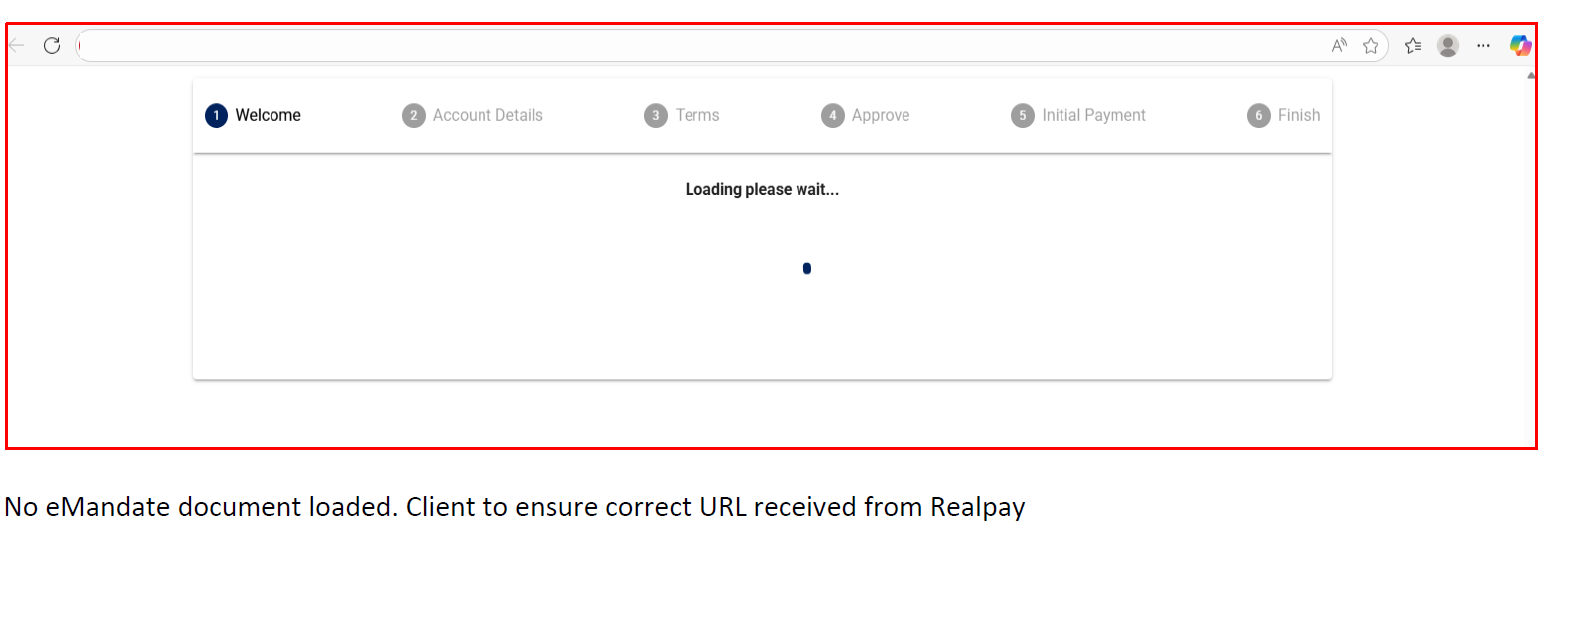 1 Welcome 2 Account Details 3 Terms 4 Approve 5 Initial Payment 6 Finish
Loading please wait...
No eMandate document loaded. Client to ensure correct URL received from Realpay